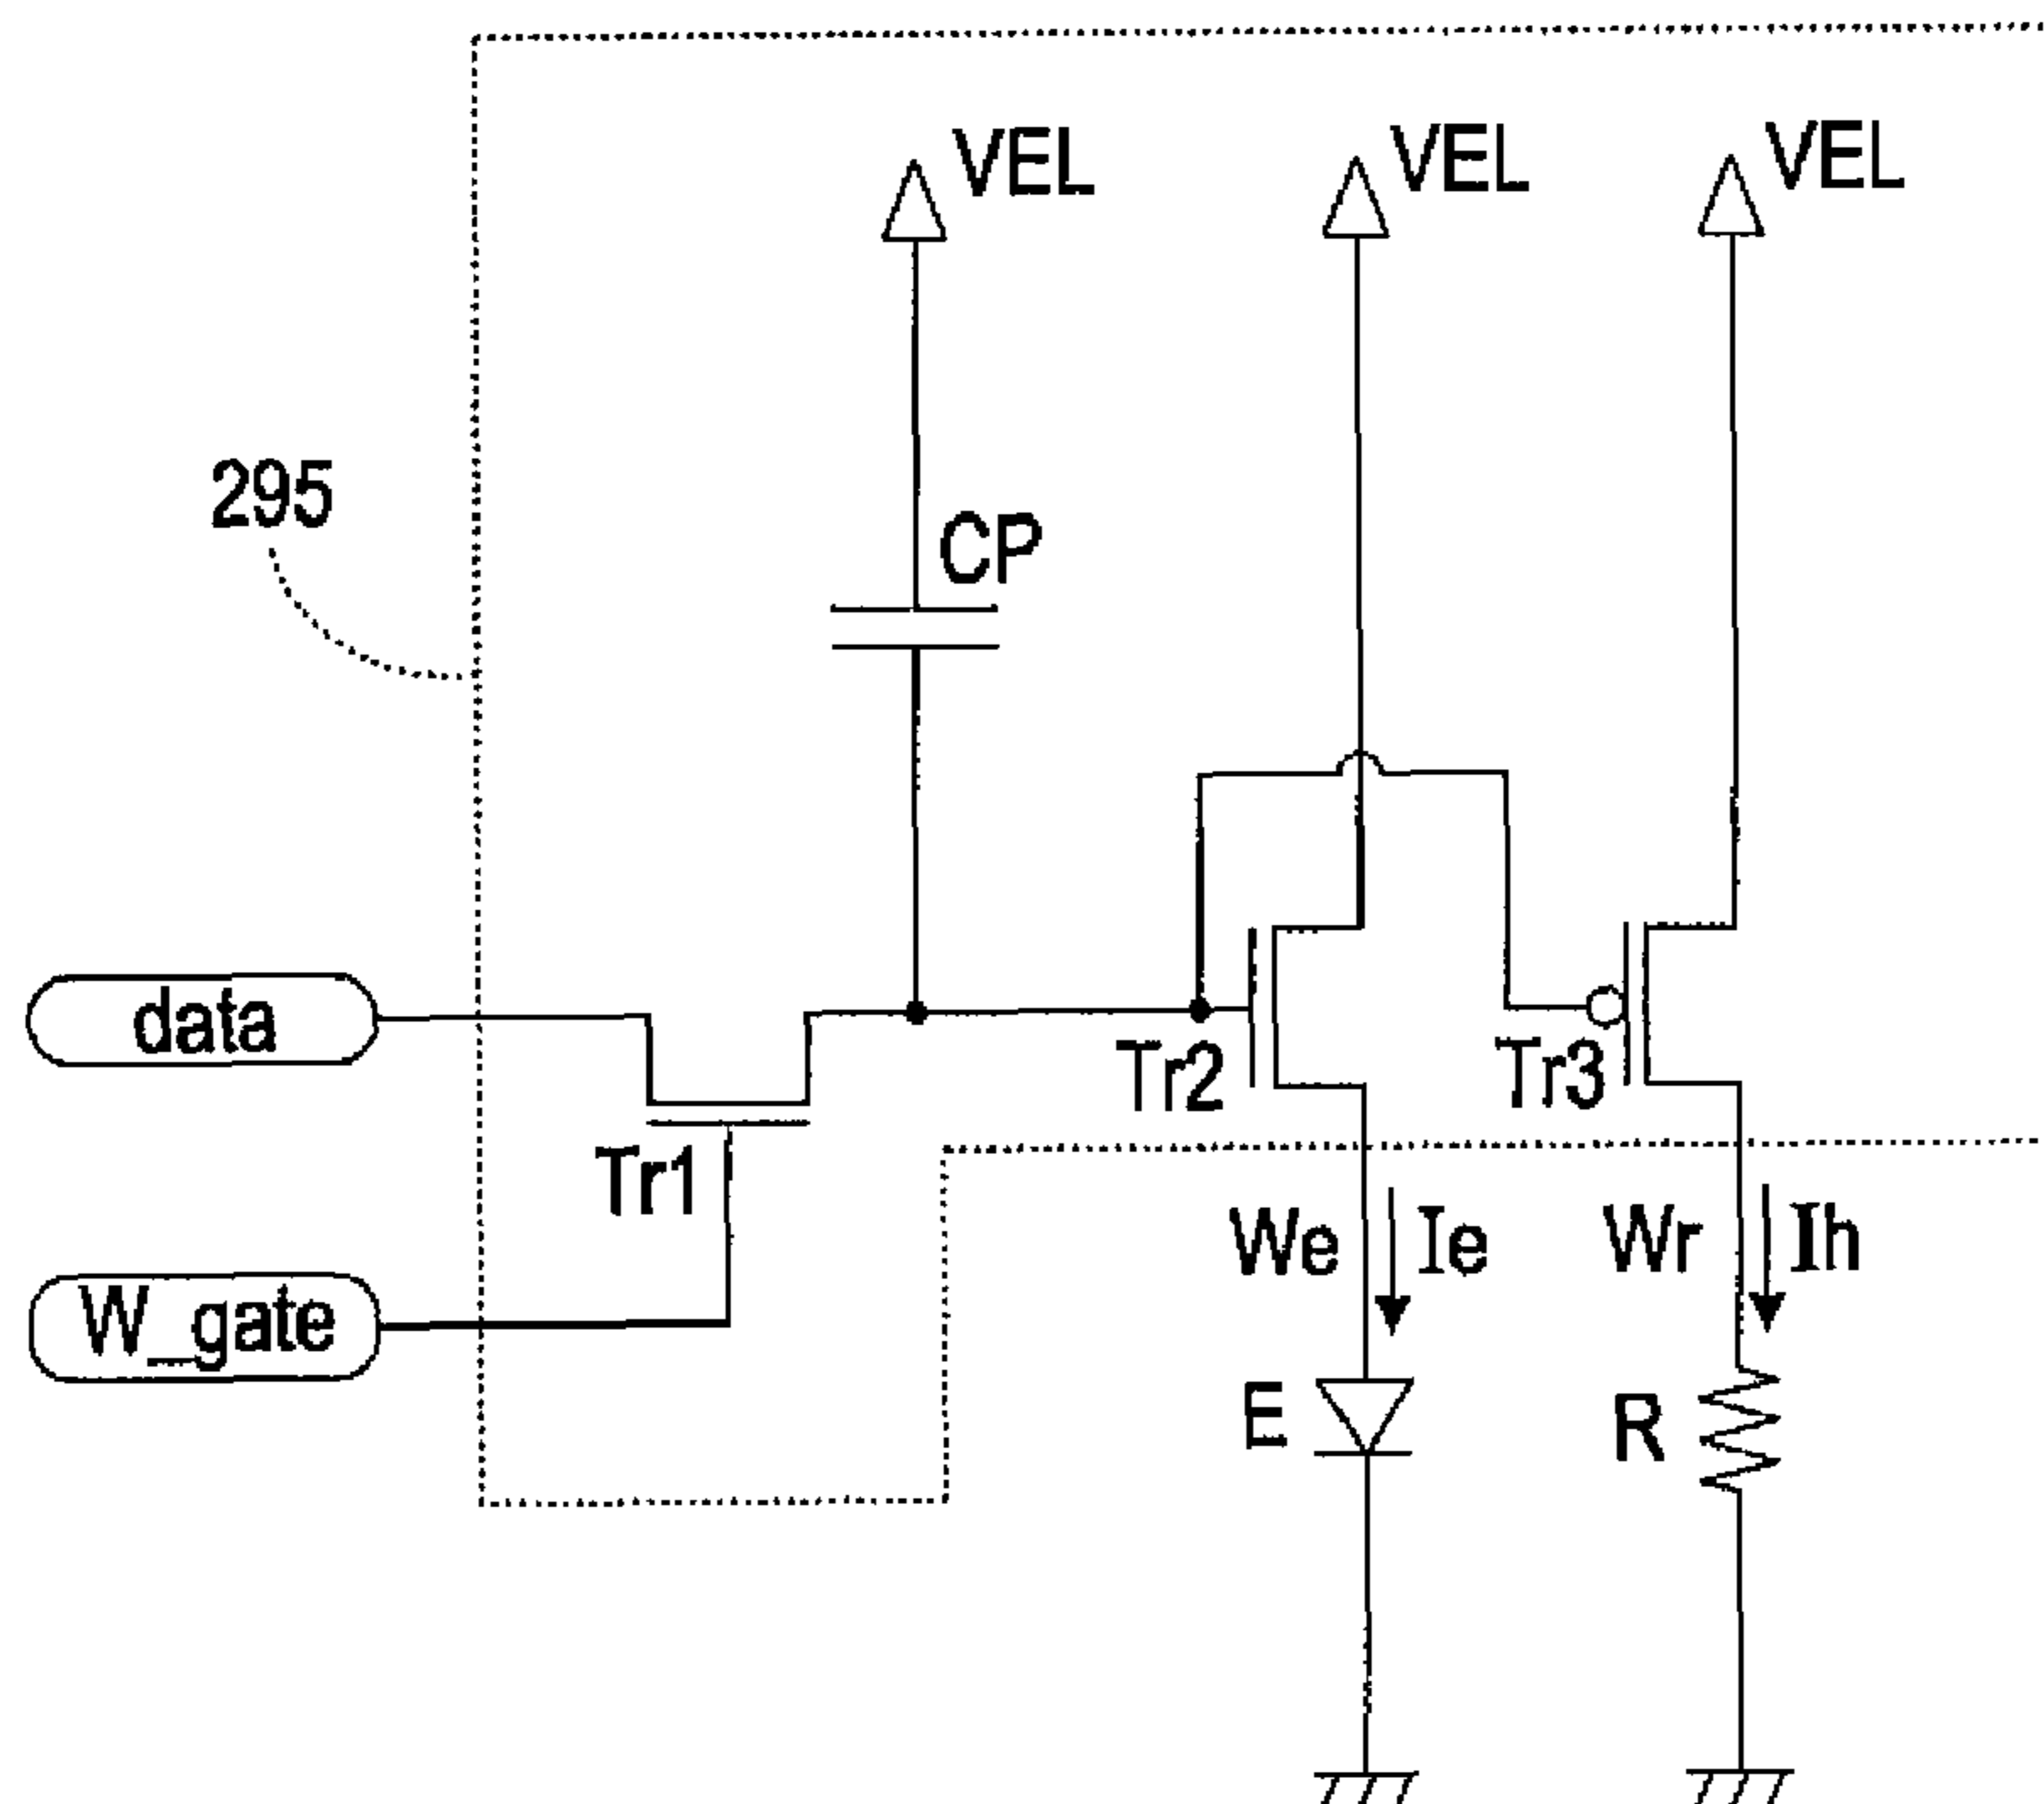 VEL
VEL
VEL
295
CP
data
Tr2
Tr3
Tr1
We
Ie
Wr
Ih
W_gate
E
R